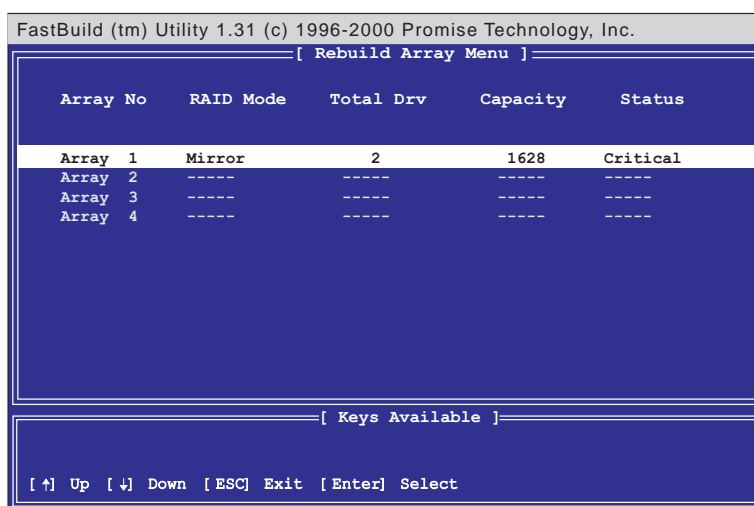 FastBuild (tm) Utility 1.31 (c) 1996-2000 Promise Technology, Inc.
[ Rebuild Array Menu ]
Array No RAID Mode Total Drv Capacity Status
Array 1 Mirror 2 1628 Critical
Array 2 ----- ----- ----- -----
Array 3 ----- ----- ----- -----
Array 4 ----- ----- ----- -----
[ Keys Available ]
[↑] Up [↓] Down [ESC] Exit [Enter] Select